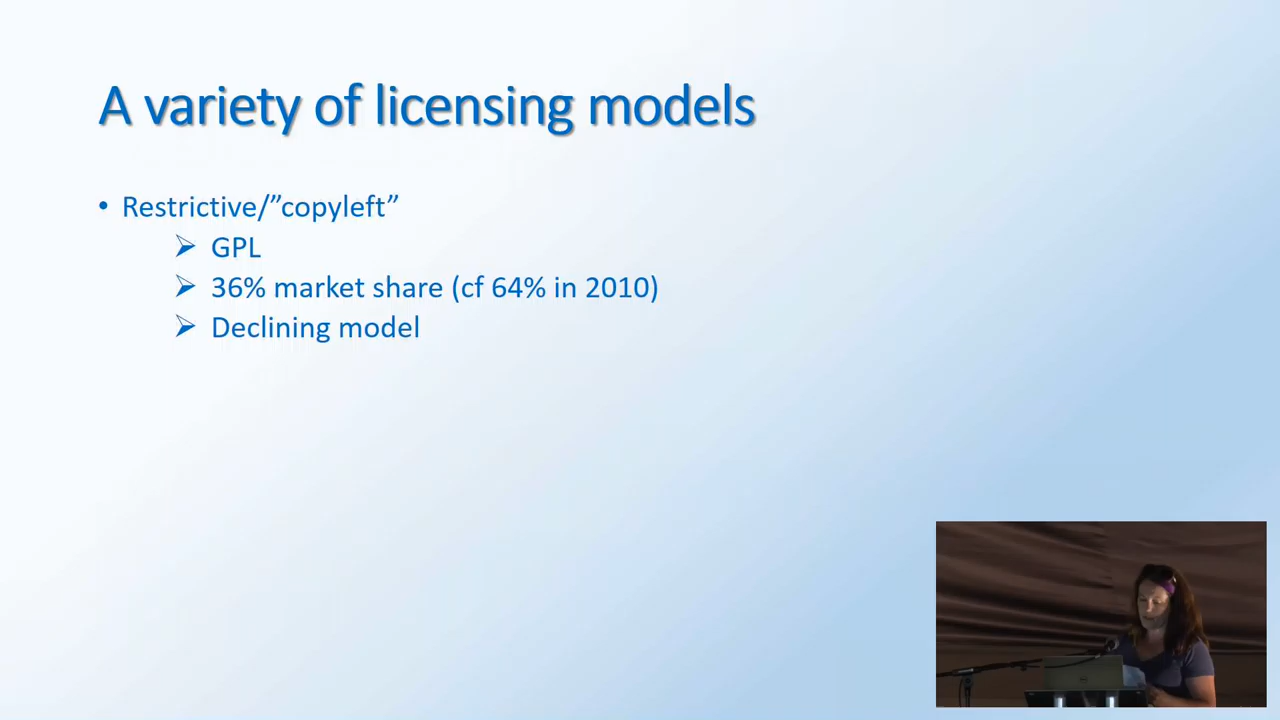 A variety of licensing models
• Restrictive/”copyleft”
➢ GPL
➢ 36% market share (cf 64% in 2010)
➢ Declining model